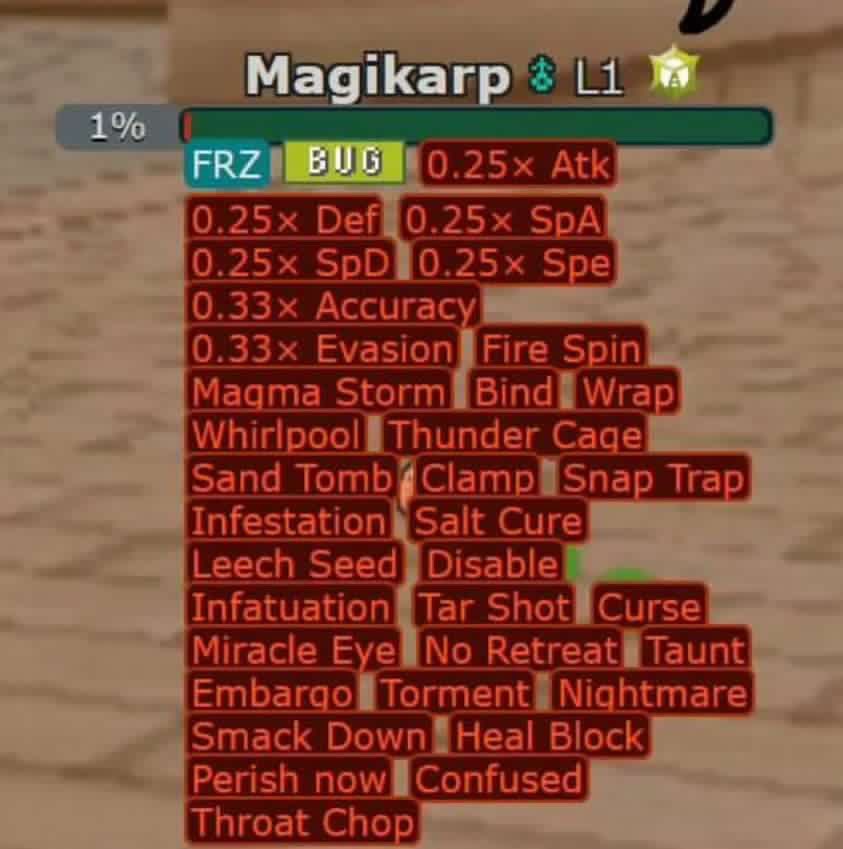 Magikarp L1
1%
FRZ BUG 0.25× Atk
0.25× Def 0.25× SpA
0.25× SpD 0.25× Spe
0.33× Accuracy
0.33× Evasion Fire Spin
Magma Storm Bind Wrap
Whirlpool Thunder Cage
Sand Tomb Clamp Snap Trap
Infestation Salt Cure
Leech Seed Disable
Infatuation Tar Shot Curse
Miracle Eye No Retreat Taunt
Embargo Torment Nightmare
Smack Down Heal Block
Perish now Confused
Throat Chop